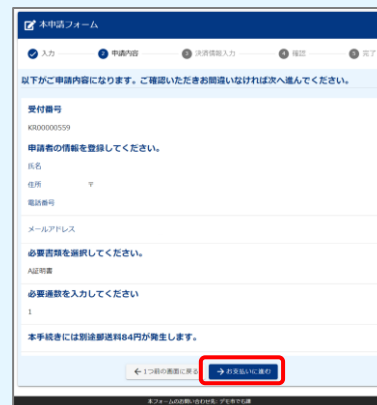 本申請フォーム
入力
2 申請内容
3 決済情報入力
4 確認
5 完了
以下がご申請内容になります。ご確認いただきお間違いなければ次へ進んでください。
受付番号
KR00000559
申請者の情報を登録してください。
氏名
住所 〒
電話番号
メールアドレス
必要書類を選択してください。
A証明書
必要通数を入力してください
1
本手続きには別途郵送料84円が発生します。
←1つ前の画面に戻る
→お支払いに進む
本フォームのお問い合わせ先: デモ市でも課